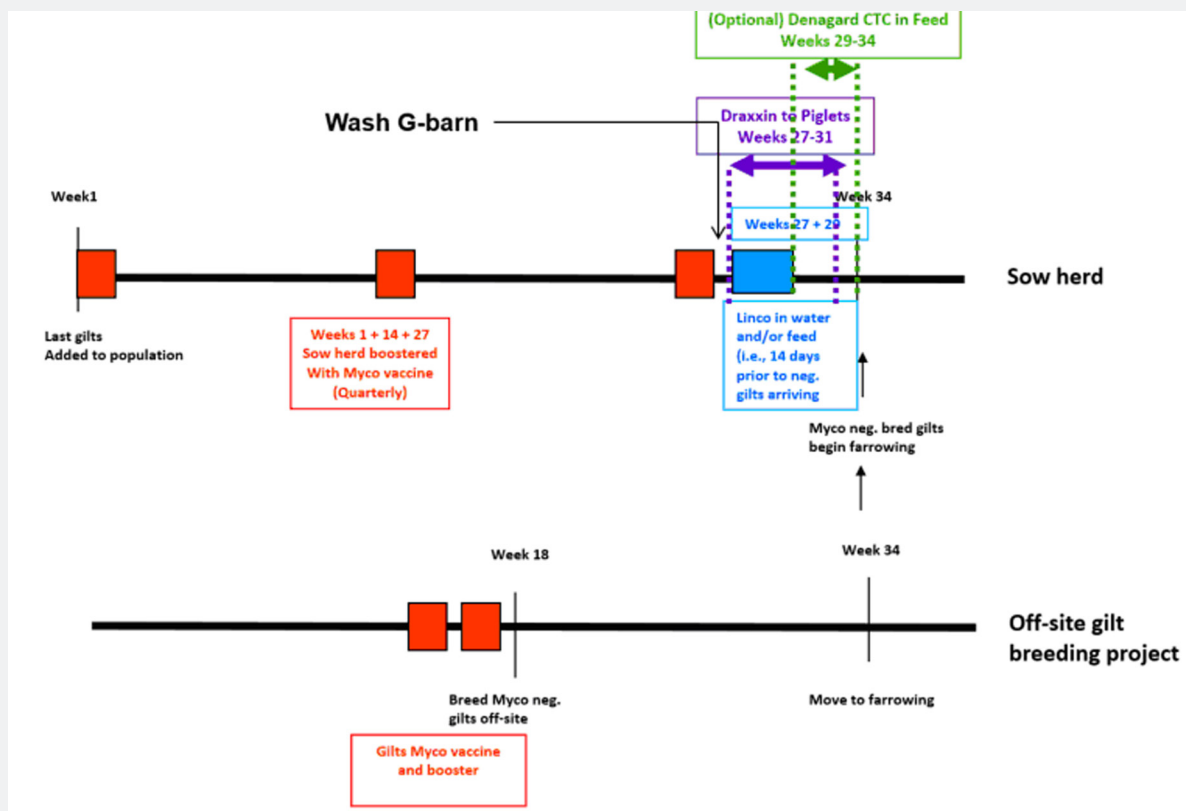 (Optional) Denagard CTC in Feed
Weeks 29-34
Draxxin to Piglets
Weeks 27-31
Wash G-barn
Week1
Week 34
Weeks 27 + 29
Sow herd
Last gilts
Added to population
Weeks 1 + 14 + 27
Sow herd boostered
With Myco vaccine
(Quarterly)
Linco in water
and/or feed
(i.e., 14 days
prior to neg.
gilts arriving
Myco neg. bred gilts
begin farrowing
Week 18
Week 34
Off-site gilt
breeding project
Breed Myco neg.
gilts off-site
Move to farrowing
Gilts Myco vaccine
and booster